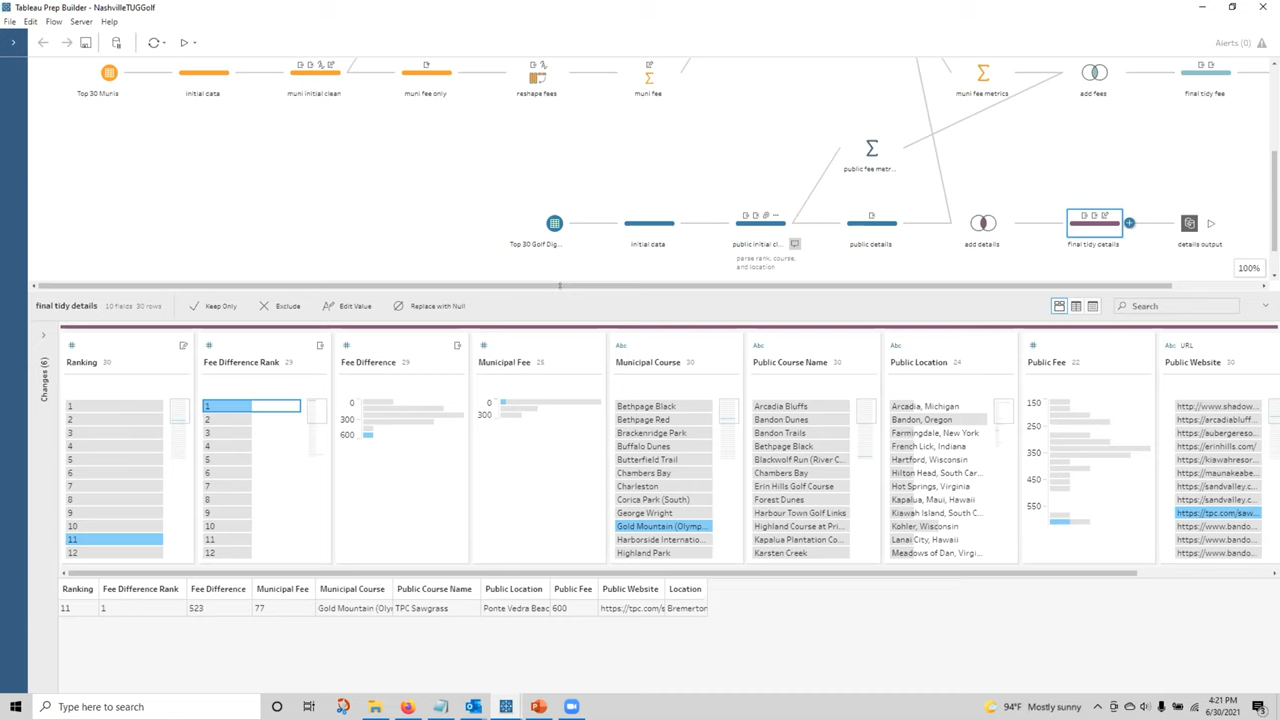 Tableau Prep Builder - NashvilleTUGGolf
File Edit Flow Server Help
Alerts (0)
Top 30 Munis
initial data
muni initial clean
muni fee only
reshape fees
muni fee
muni fee metrics
add fees
final tidy fee
public fee metr...
Top 30 Golf Dig...
initial data
public initial cl...
public details
add details
final tidy details
details output
parse rank, course,
and location
100%
final tidy details 10 fields 30 rows Keep Only Exclude Edit Value Replace with Null Search
Changes (6)
Ranking 30
1
2
3
4
5
6
7
8
9
10
11
12
Fee Difference Rank 29
1
2
3
4
5
6
7
8
9
10
11
12
Fee Difference 29
0
300
600
Municipal Fee 25
0
300
Abc
Municipal Course 30
Bethpage Black
Bethpage Red
Brackenridge Park
Buffalo Dunes
Butterfield Trail
Chambers Bay
Charleston
Corica Park (South)
George Wright
Gold Mountain (Olymp...
Harborside Internatio...
Highland Park
Abc
Public Course Name 30
Arcadia Bluffs
Bandon Dunes
Bandon Trails
Bethpage Black
Blackwolf Run (River C...
Chambers Bay
Erin Hills Golf Course
Forest Dunes
Harbour Town Golf Links
Highland Course at Pri...
Kapalua Plantation Co...
Karsten Creek
Abc
Public Location 24
Arcadia, Michigan
Bandon, Oregon
Farmingdale, New York
French Lick, Indiana
Hartford, Wisconsin
Hilton Head, South Car...
Hot Springs, Virginia
Kapalua, Maui, Hawaii
Kiawah Island, South C...
Kohler, Wisconsin
Lanai City, Hawaii
Meadows of Dan, Virgi...
Public Fee 22
150
250
350
450
550
Abc URL
Public Website 30
http://www.shadow...
https://arcadiabluff...
https://aubergereso...
https://erinhills.com/
https://kiawahresor...
https://maunakeabe...
https://sandvalley.c...
https://sandvalley.c...
https://tpc.com/saw...
https://www.bando...
https://www.bando...
https://www.bando...
Ranking Fee Difference Rank Fee Difference Municipal Fee Municipal Course Public Course Name Public Location Public Fee Public Website Location
11 1 523 77 Gold Mountain (Oly TPC Sawgrass Ponte Vedra Beac 600 https://tpc.com/s Bremerton
Type here to search
94°F Mostly sunny
4:21 PM
6/30/2021